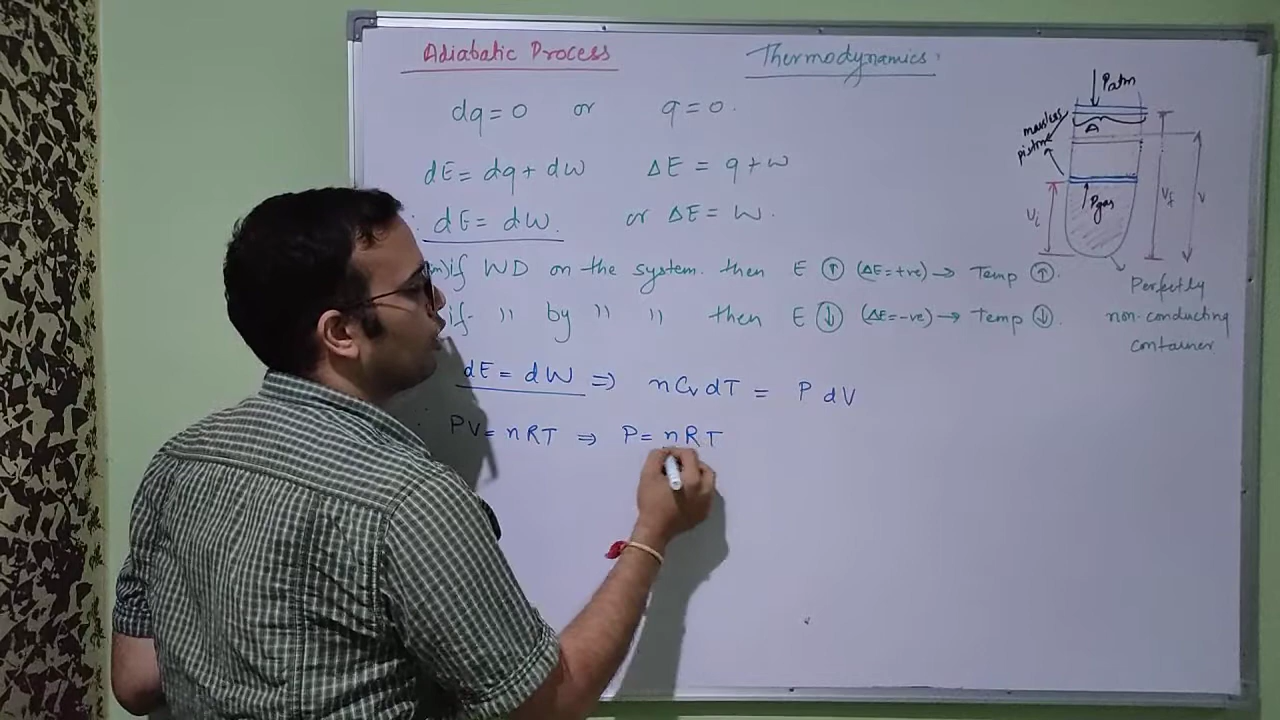 Adiabatic Process
Thermodynamics.
dq = 0 or q = 0.
dE = dq + dW ΔE = q + w
dE = dW. or ΔE = W.
if WD on the system. then E ↑ (ΔE=+ve) → Temp ↑.
if " by " " then E ↓ (ΔE=-ve) → Temp ↓.
dE = dW ⇒ nCvdT = P dV
PV = nRT ⇒ P = nRT
Patm
A
massless
piston
Pgas
Vi
Vf
V
Perfectly
non-conducting
container